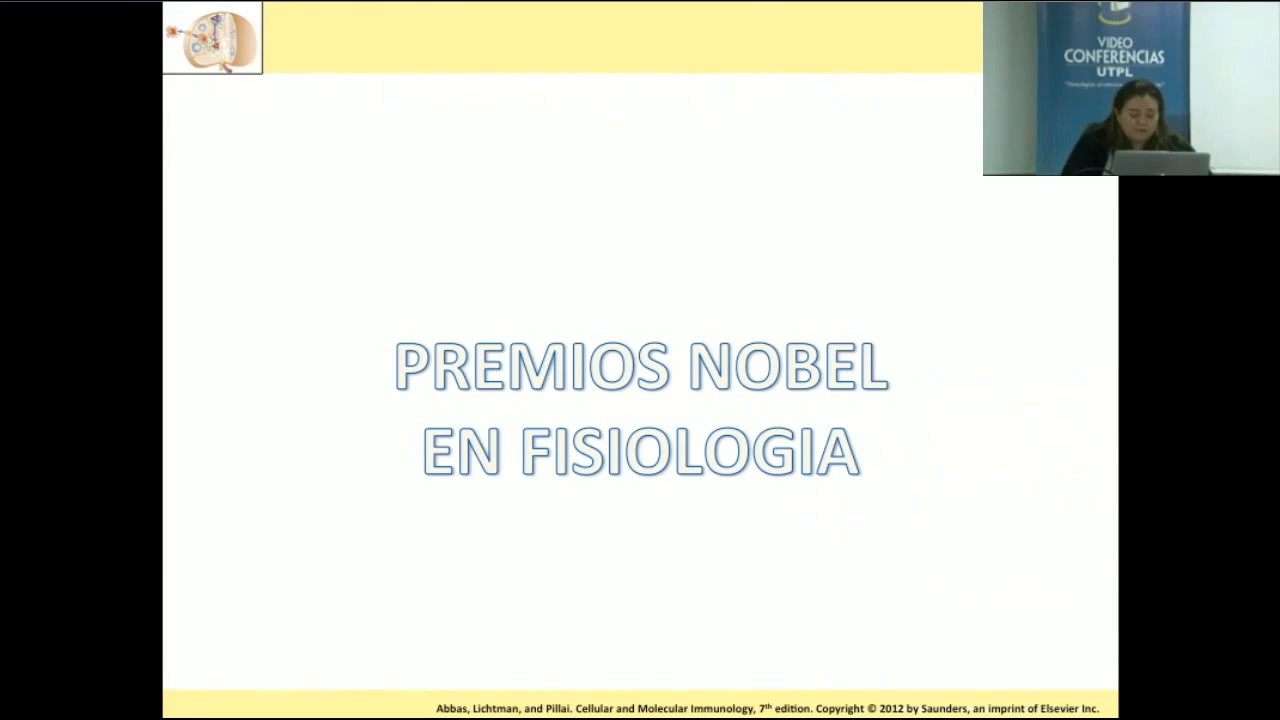 VIDEO
CONFERENCIAS
UTPL
PREMIOS NOBEL
EN FISIOLOGIA
Abbas, Lichtman, and Pillai. Cellular and Molecular Immunology, 7th edition. Copyright © 2012 by Saunders, an imprint of Elsevier Inc.